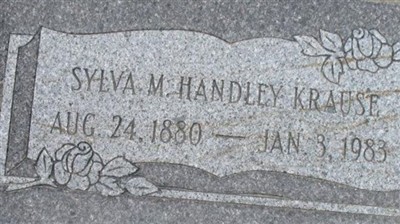 SYLVA M. HANDLEY KRAUSE
AUG. 24, 1880 — JAN. 3, 1983